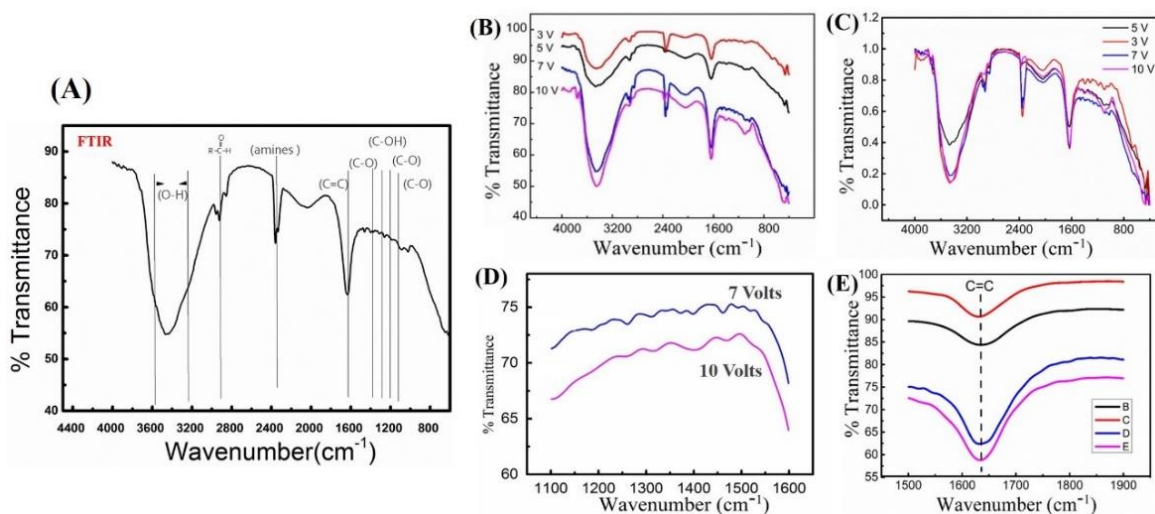 (A)
FTIR
O
R-C-H
(amines )
(C-OH)
(C-O)
(C-O)
(C=C)
(C-O)
(O-H)
90
80
70
60
50
40
% Transmittance
4400 3600 2800 2000 1200
Wavenumber(cm⁻¹)
(B)
3 V
5 V
7 V
10 V
100
90
80
70
60
50
40
% Transmittance
4000 3200 2400 1600 800
Wavenumber (cm⁻¹)
(C)
5 V
3 V
7 V
10 V
1.2
1.0
0.8
0.6
0.4
0.2
0.0
% Transmittance
4000 3200 2400 1600 800
Wavenumber (cm⁻¹)
(D)
7 Volts
10 Volts
75
70
65
60
% Transmittance
1100 1200 1300 1400 1500 1600
Wavenumber (cm⁻¹)
(E)
C=C
B
C
D
E
100
95
90
85
80
75
70
65
60
55
% Transmittance
1500 1600 1700 1800 1900
Wavenumber (cm⁻¹)